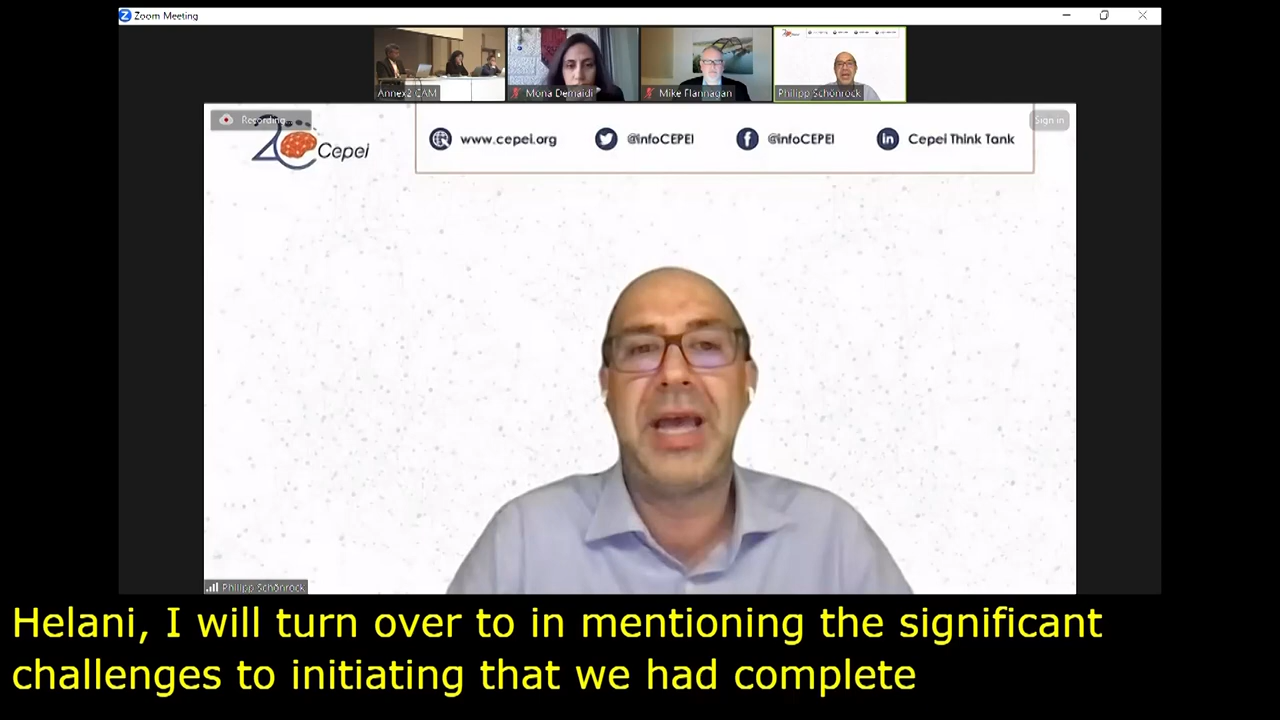 Zoom Meeting
Annex2 CAM
Mona Demaidi
Mike Flannagan
Philipp Schönrock
Recording...
Sign in
20 Cepei
www.cepei.org
@infoCEPEI
@infoCEPEI
in Cepei Think Tank
Philipp Schönrock
Helani, I will turn over to in mentioning the significant
challenges to initiating that we had complete